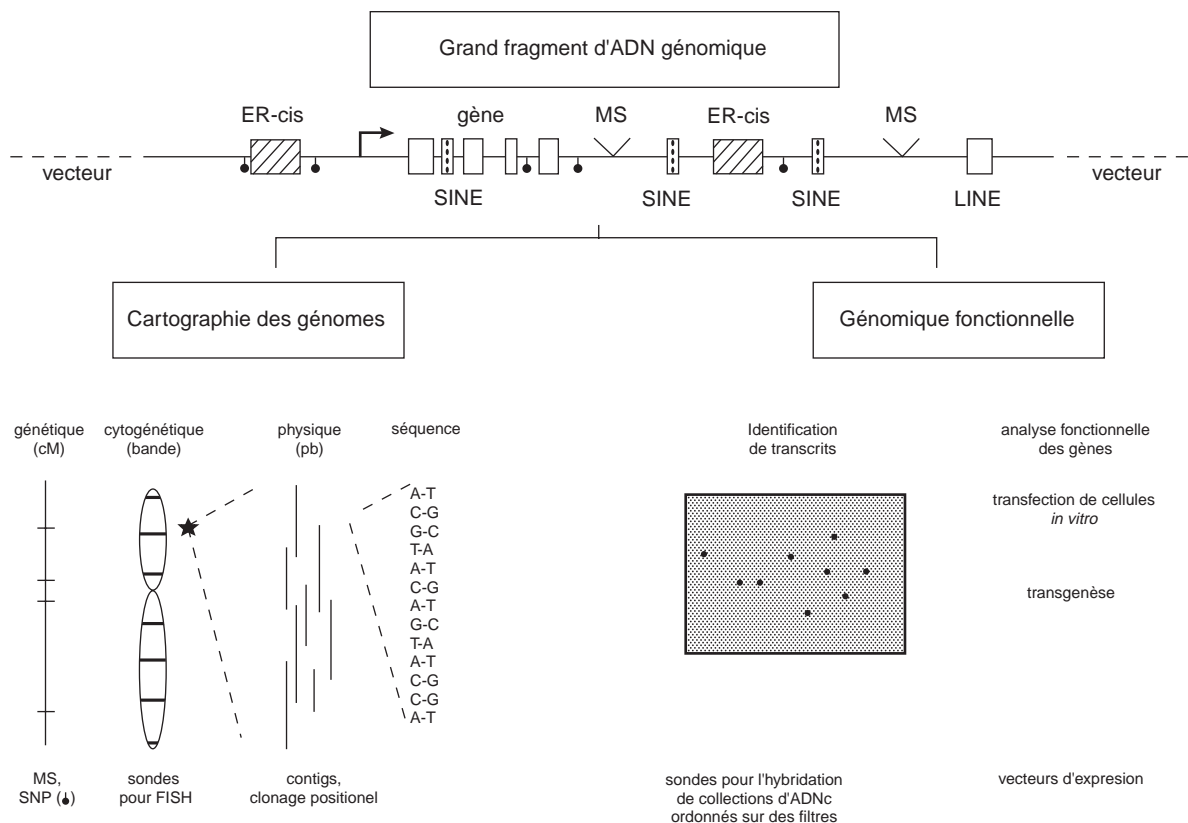 Grand fragment d'ADN génomique
ER-cis gène MS ER-cis MS
vecteur vecteur
SINE SINE SINE LINE
Cartographie des génomes
Génomique fonctionnelle
génétique
(cM)
cytogénétique
(bande)
physique
(pb)
séquence
Identification
de transcrits
analyse fonctionnelle
des gènes
A-T
C-G
G-C
T-A
A-T
C-G
A-T
G-C
T-A
A-T
C-G
C-G
A-T
transfection de cellules
in vitro
transgenèse
MS,
SNP ( )
sondes
pour FISH
contigs,
clonage positionel
sondes pour l'hybridation
de collections d'ADNc
ordonnés sur des filtres
vecteurs d'expresion